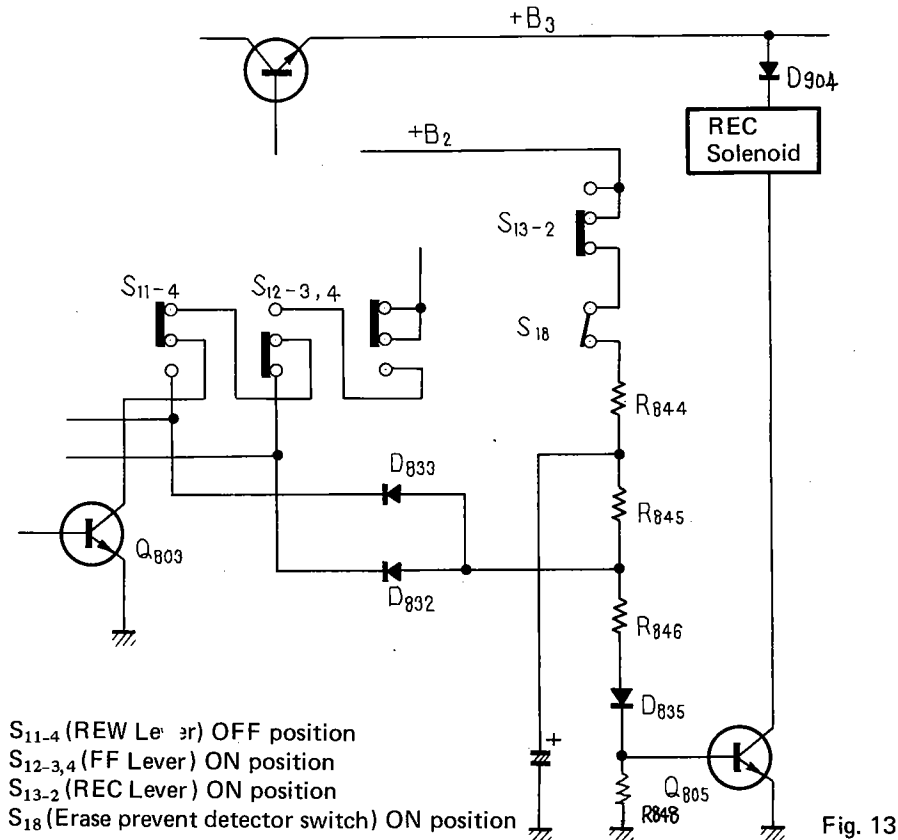 +B3
D904
REC
Solenoid
+B2
S13-2
S11-4
S12-3,4
S18
R844
D833
R845
Q803
D832
R846
D835
+
Q805
R848
S11-4 (REW Le er) OFF position
S12-3,4 (FF Lever) ON position
S13-2 (REC Lever) ON position
S18 (Erase prevent detector switch) ON position
Fig. 13